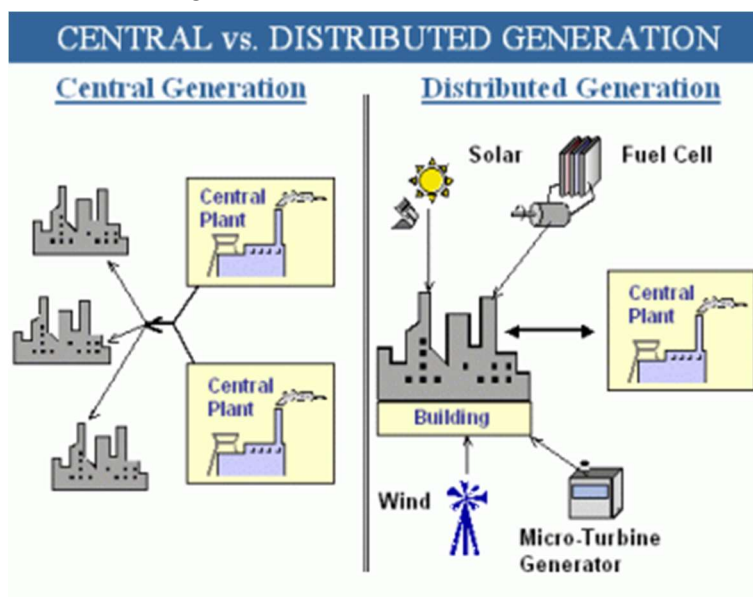 CENTRAL vs. DISTRIBUTED GENERATION
Central Generation
Central
Plant
Central
Plant
Distributed Generation
Solar
Fuel Cell
Central
Plant
Building
Wind
Micro-Turbine
Generator